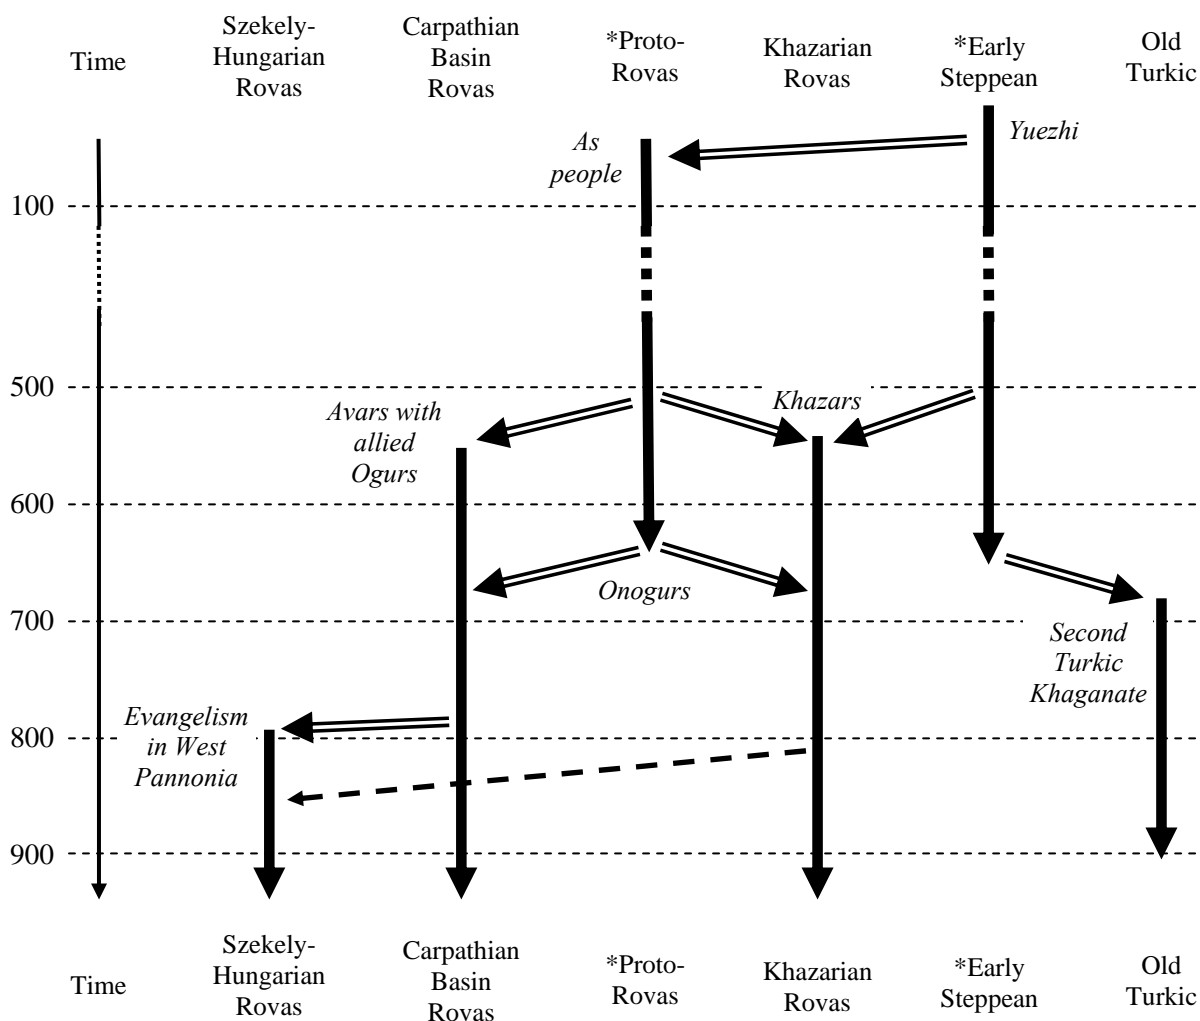 Time
Szekely-
Hungarian
Rovas
Carpathian
Basin
Rovas
*Proto-
Rovas
Khazarian
Rovas
*Early
Steppean
Old
Turkic
Yuezhi
As
people
100
500
Khazars
Avars with
allied
Ogurs
600
Onogurs
700
Second
Turkic
Khaganate
Evangelism
in West
Pannonia
800
900
Time
Szekely-
Hungarian
Rovas
Carpathian
Basin
Rovas
*Proto-
Rovas
Khazarian
Rovas
*Early
Steppean
Old
Turkic